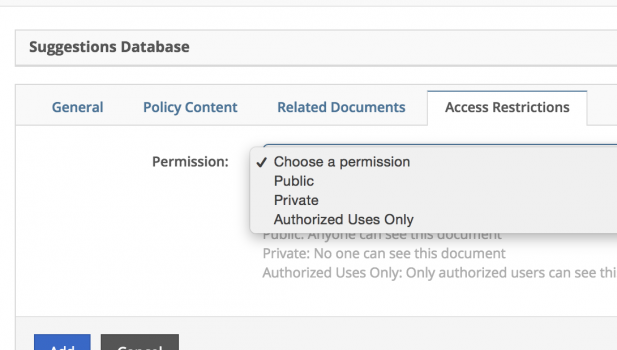 Suggestions Database
General Policy Content Related Documents Access Restrictions
Permission:
✓ Choose a permission
Public
Private
Authorized Uses Only
Public: Anyone can see this document
Private: No one can see this document
Authorized Uses Only: Only authorized users can see thi
Add Cancel